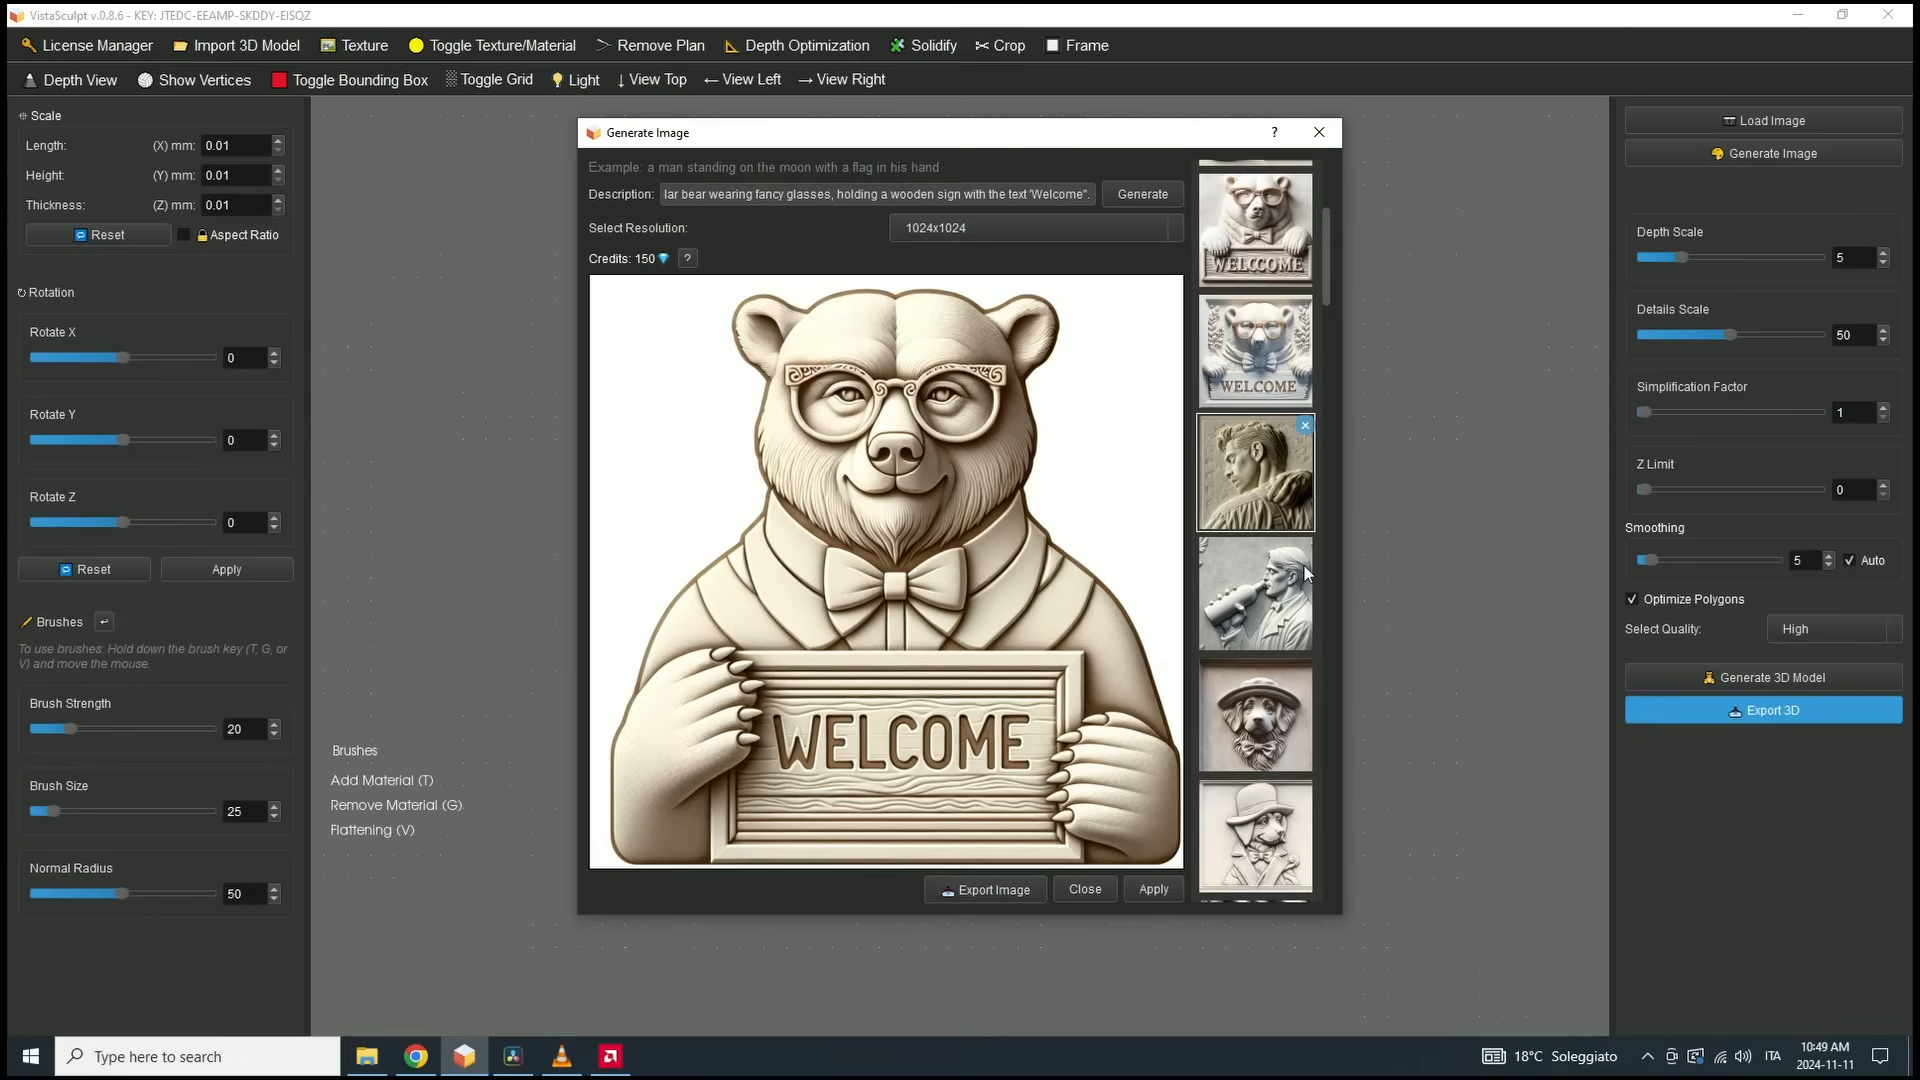 VistaSculpt v.0.8.6 - KEY: JTEDC-EEAMP-SKDDY-EISQZ
License Manager Import 3D Model Texture Toggle Texture/Material Remove Plan Depth Optimization Solidify Crop Frame
Depth View Show Vertices Toggle Bounding Box Toggle Grid Light ↓View Top ←View Left →View Right
Scale
Length: (X) mm: 0.01
Height: (Y) mm: 0.01
Thickness: (Z) mm: 0.01
Reset Aspect Ratio
Rotation
Rotate X
0
Rotate Y
0
Rotate Z
0
Reset Apply
Brushes
To use brushes: Hold down the brush key (T, G, or
V) and move the mouse.
Brush Strength
20
Brush Size
25
Normal Radius
50
Brushes
Add Material (T)
Remove Material (G)
Flattening (V)
Generate Image ?
Example: a man standing on the moon with a flag in his hand
Description: lar bear wearing fancy glasses, holding a wooden sign with the text 'Welcome". Generate
Select Resolution: 1024x1024
Credits: 150 ?
WELCOME
WELCCOME
WELCOME
Export Image Close Apply
Load Image
Generate Image
Depth Scale
5
Details Scale
50
Simplification Factor
1
Z Limit
0
Smoothing
5 Auto
Optimize Polygons
Select Quality: High
Generate 3D Model
Export 3D
Type here to search
18°C Soleggiato
ITA
10:49 AM
2024-11-11